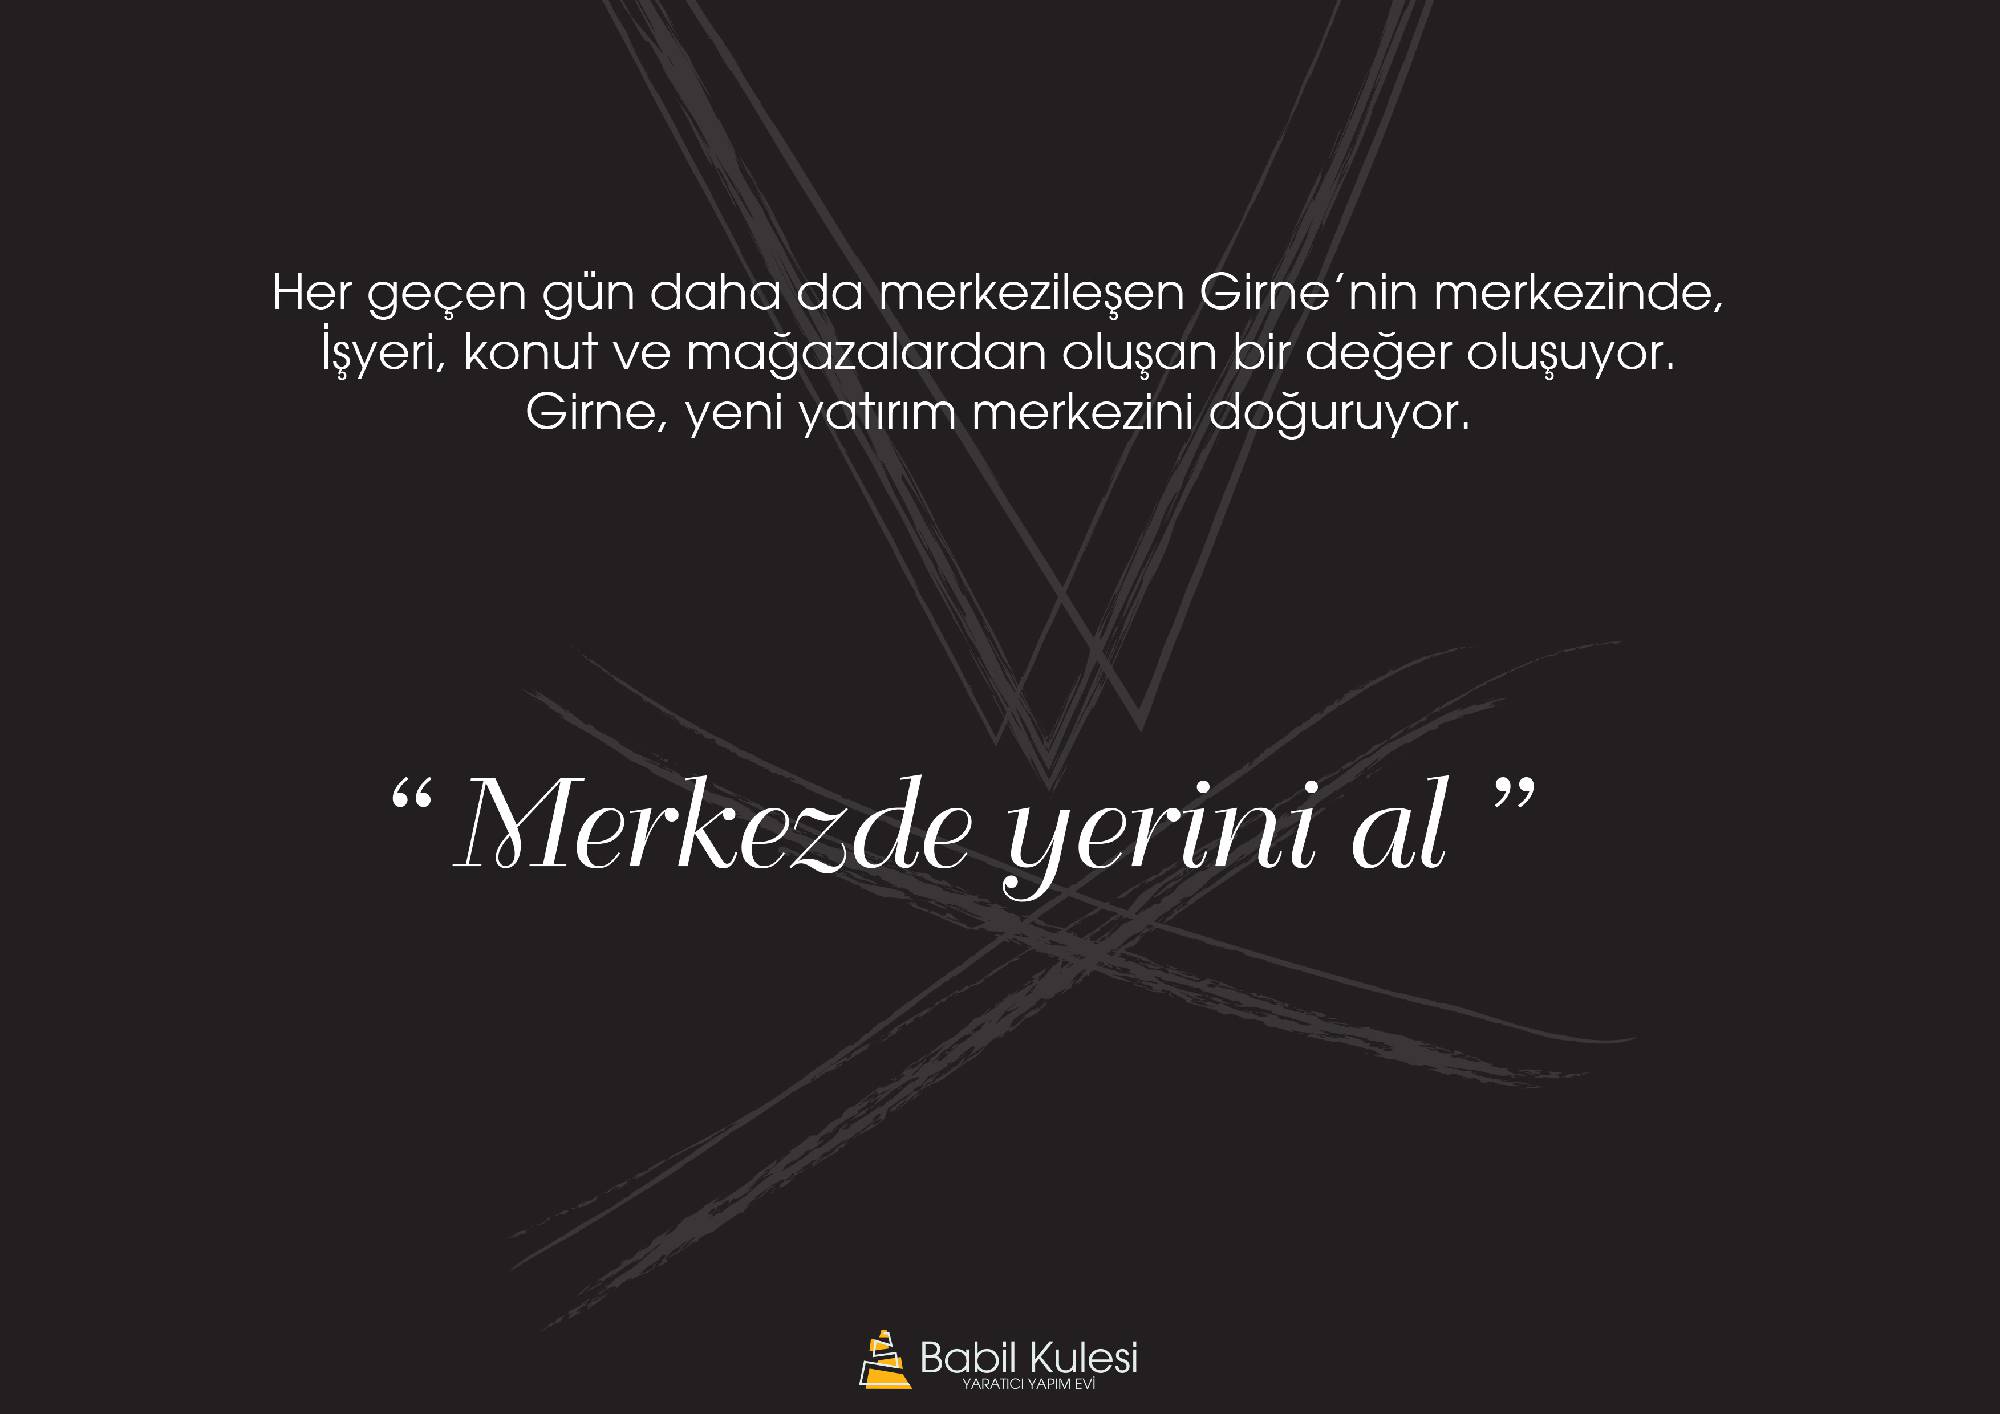 Her geçen gün daha da merkezileşen Girne’nin merkezinde,
İşyeri, konut ve mağazalardan oluşan bir değer oluşuyor.
Girne, yeni yatırım merkezini doğuruyor.
“ Merkezde yerini al ”
Babil Kulesi
YARATICI YAPIM EVİ